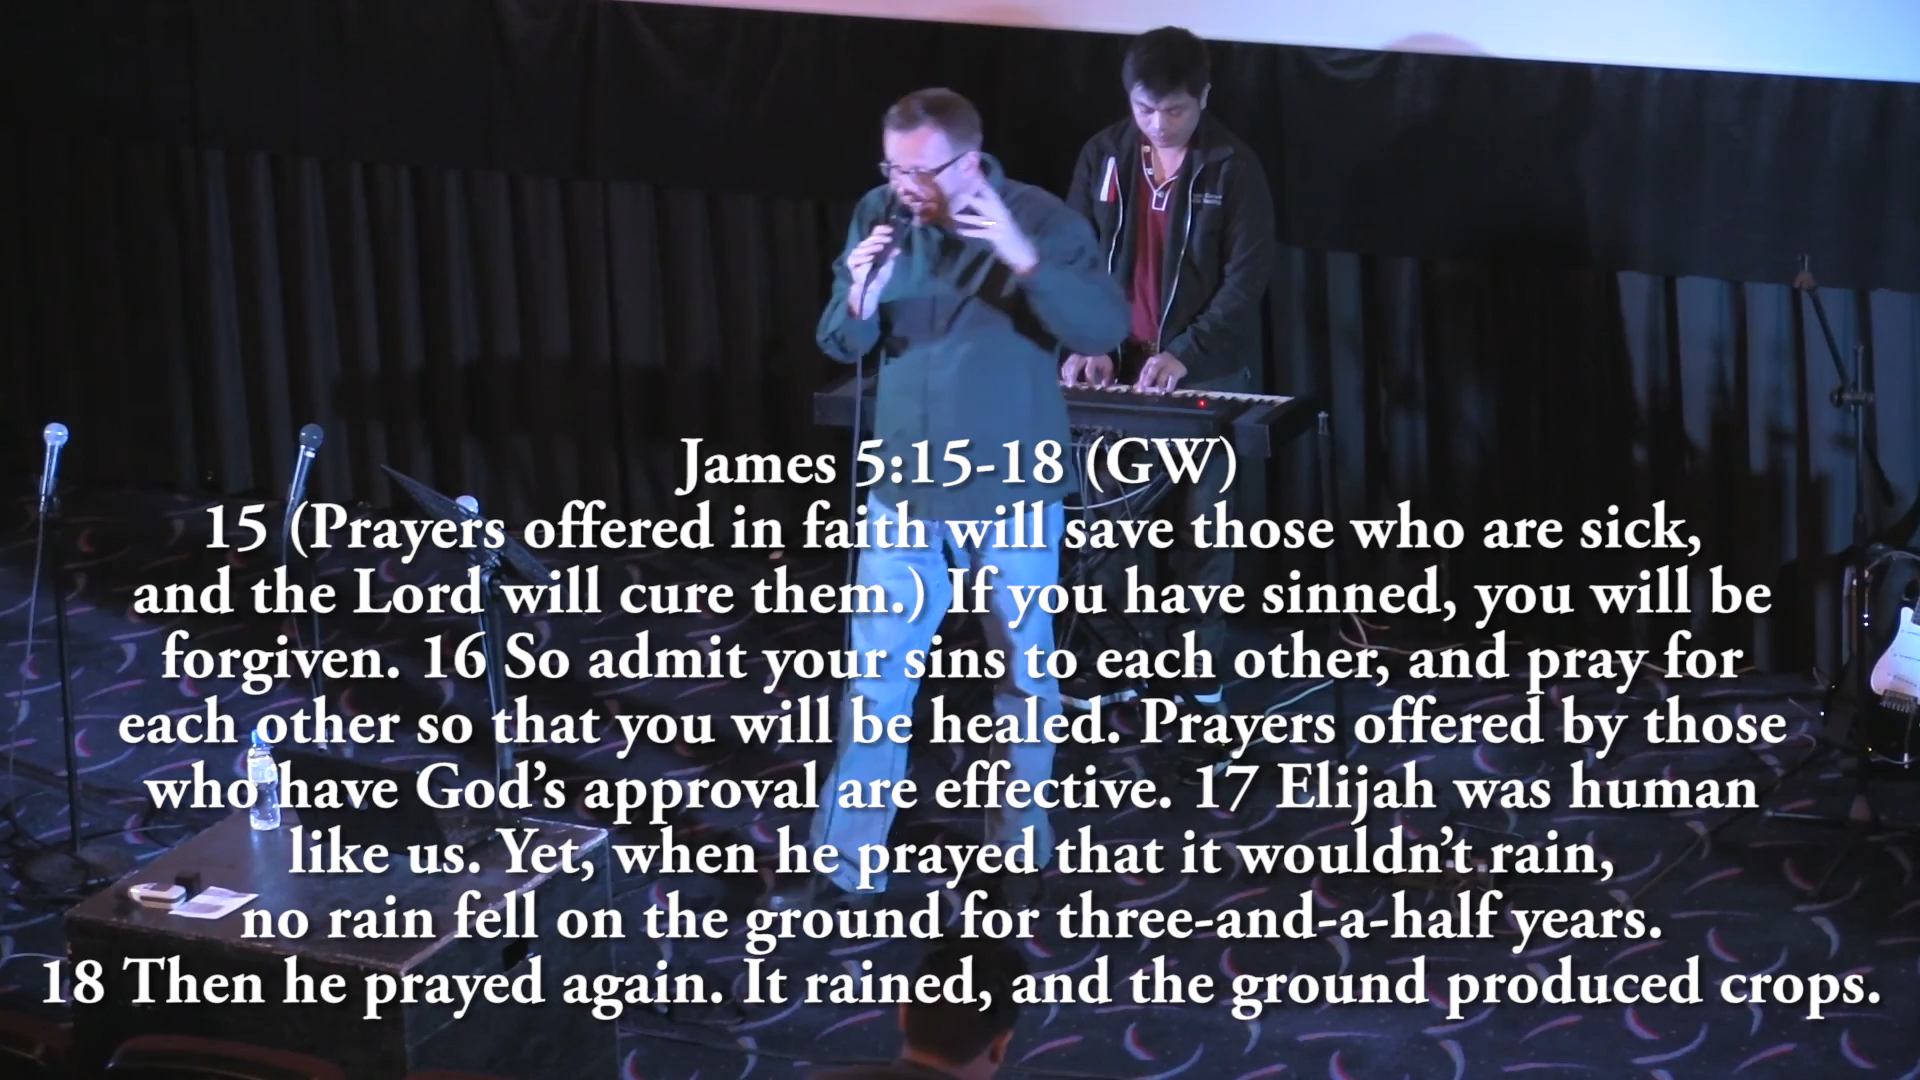 James 5:15-18 (GW)
15 (Prayers offered in faith will save those who are sick,
and the Lord will cure them.) If you have sinned, you will be
forgiven. 16 So admit your sins to each other, and pray for
each other so that you will be healed. Prayers offered by those
who have God’s approval are effective. 17 Elijah was human
like us. Yet, when he prayed that it wouldn’t rain,
no rain fell on the ground for three-and-a-half years.
18 Then he prayed again. It rained, and the ground produced crops.